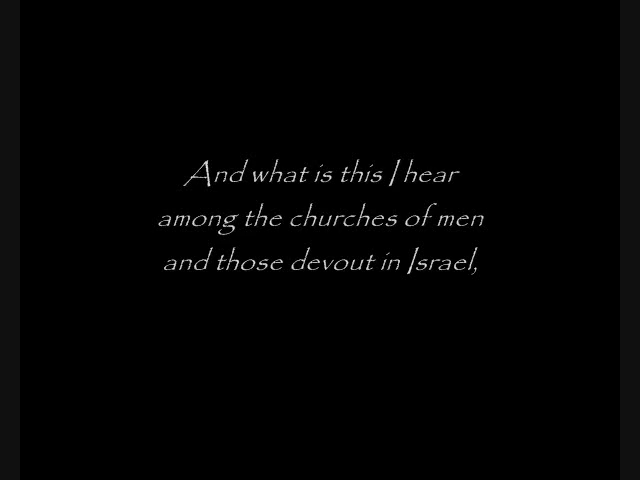 And what is this I hear
among the churches of men
and those devout in Israel,